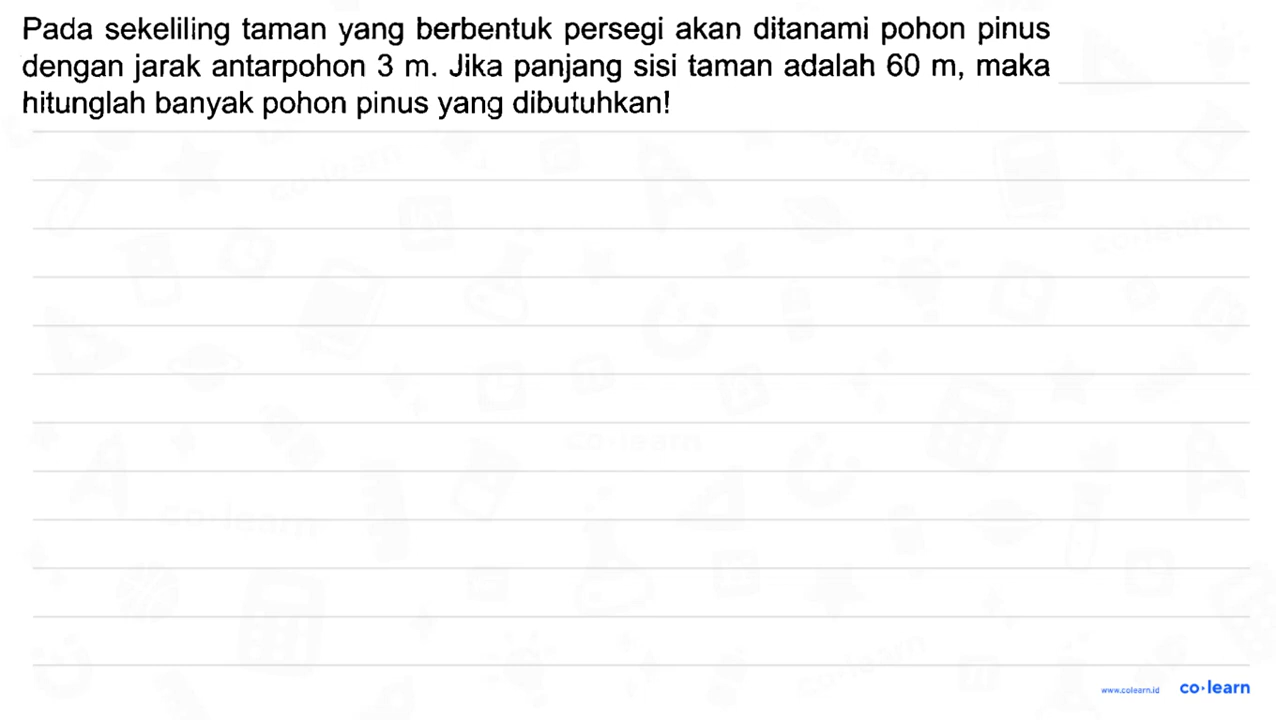 Pada sekeliling taman yang berbentuk persegi akan ditanami pohon pinus
dengan jarak antarpohon 3 m. Jika panjang sisi taman adalah 60 m, maka
hitunglah banyak pohon pinus yang dibutuhkan!
www.colearn.id co·learn